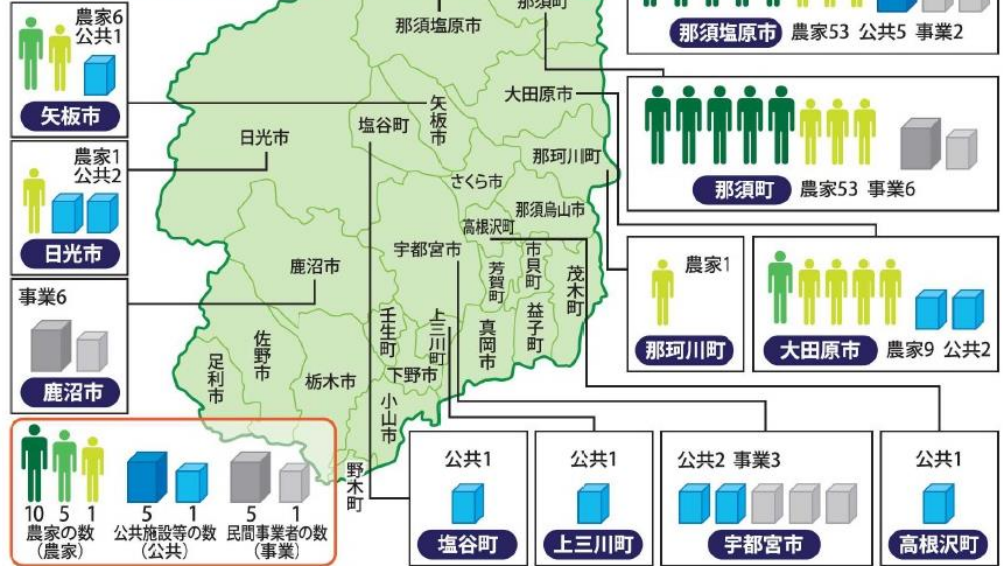 農家6
公共1
矢板市
農家1
公共2
日光市
事業6
鹿沼市
那須塩原市
那須町
大田原市
矢板市
塩谷町
日光市
那珂川町
さくら市
那須烏山市
高根沢町
宇都宮市
市貝町
芳賀町
茂木町
鹿沼市
益子町
真岡市
上三川町
壬生町
下野市
佐野市
足利市
栃木市
小山市
野木町
那須塩原市 農家53 公共5 事業2
那須町 農家53 事業6
農家1
那珂川町
大田原市 農家9 公共2
10 5 1
農家の数
(農家)
5 1
公共施設等の数
(公共)
5 1
民間事業者の数
(事業)
公共1
塩谷町
公共1
上三川町
公共2 事業3
宇都宮市
公共1
高根沢町